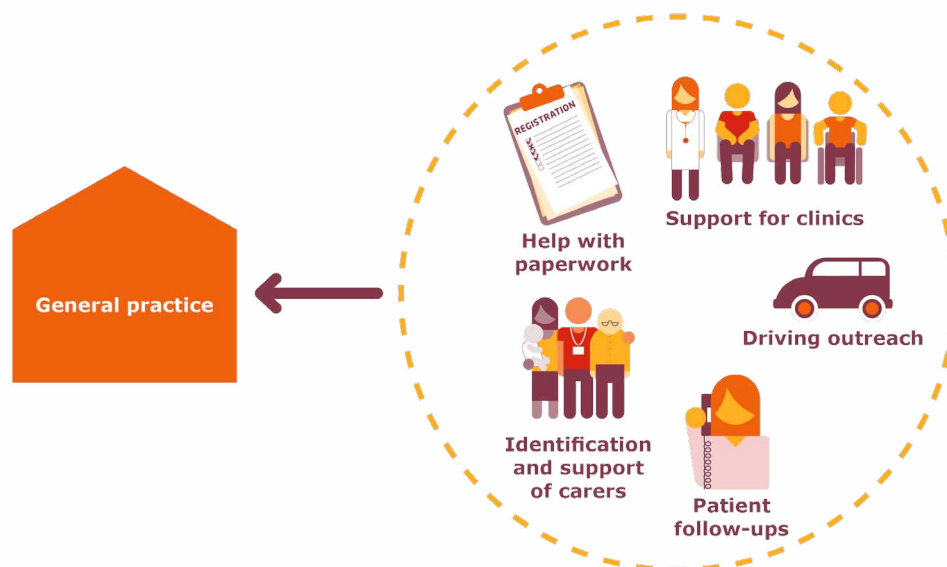 General practice
REGISTRATION
Help with
paperwork
Support for clinics
Driving outreach
Identification
and support
of carers
Patient
follow-ups